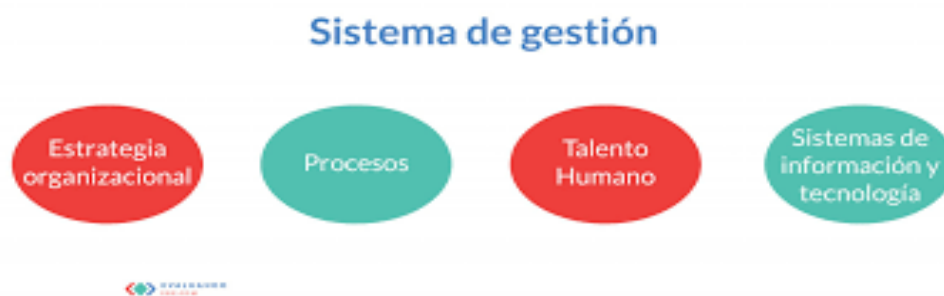 Sistema de gestión
Estrategia
organizacional
Procesos
Talento
Humano
Sistemas de
información y
tecnología